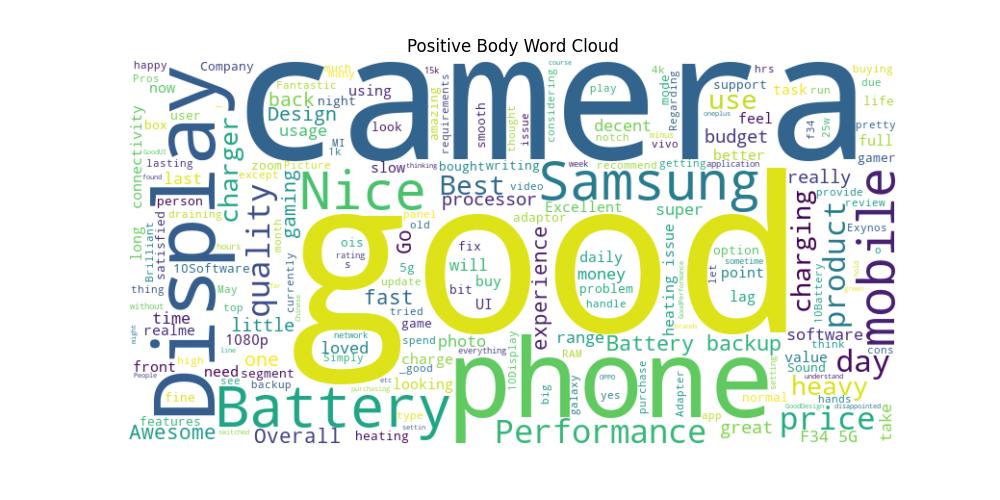 Positive Body Word Cloud
camera
good
phone
Display
Battery
Samsung
mobile
Nice
Performance
price
Best
quality
product
Battery backup
day
charging
charger
Design
use
back
budget
usage
processor
experience
heavy
great
Awesome
Overall
really
software
value
fast
Go
will
UI
buy
fix
bit
daily
money
problem
handle
option
sometime
point
let
lag
loved
Simply
network
little
one
time
realme
1080p
front
need
segment
high
fine
see
backup
features
heating
looking
charge
photo
range
RAM
game
spend
tried
update
5g
ois
rating
s
old
panel
adaptor
Excellent
super
heating issue
recommend
getting
application
week
video
bought
writing
slow
thinking
zoom
Picture
except
gaming
month
currently
Chinese
hours
draining
person
satisfied
Brilliant
lasting
found
last
long
10Software
May
top
thing
without
might
line
People
connectivity
GoodUI
box
user
now
Pros
happy
Company
Fantastic
much
many
using
night
MI
1k
look
15k
amazing
requirements
smooth
thought
issue
considering
course
play
decent
notch
4k
mode
Regarding
minus
vivo
support
hrs
feel
better
oneplus
task
run
buying
due
life
f34
25w
pretty
full
gamer
provide
review
Exynos
10Battery
think
cons
Sound
understand
normal
setting
hands
GoodDesign
disappointed
F34 5G
take
app
Adapter
purchase
OPPO
yes
galaxy
big
10Display
everything
_good
etc
purchasing
type
settin
switched
GoodPerformance
brands